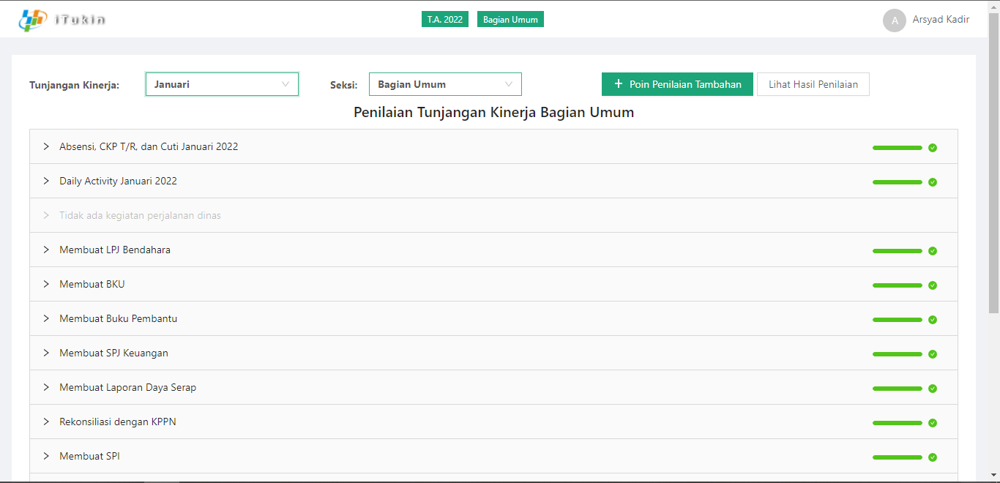 iTukin
T.A. 2022
Bagian Umum
A
Arsyad Kadir
Tunjangan Kinerja:
Januari
Seksi:
Bagian Umum
+ Poin Penilaian Tambahan
Lihat Hasil Penilaian
Penilaian Tunjangan Kinerja Bagian Umum
Absensi, CKP T/R, dan Cuti Januari 2022
Daily Activity Januari 2022
Tidak ada kegiatan perjalanan dinas
Membuat LPJ Bendahara
Membuat BKU
Membuat Buku Pembantu
Membuat SPJ Keuangan
Membuat Laporan Daya Serap
Rekonsiliasi dengan KPPN
Membuat SPI